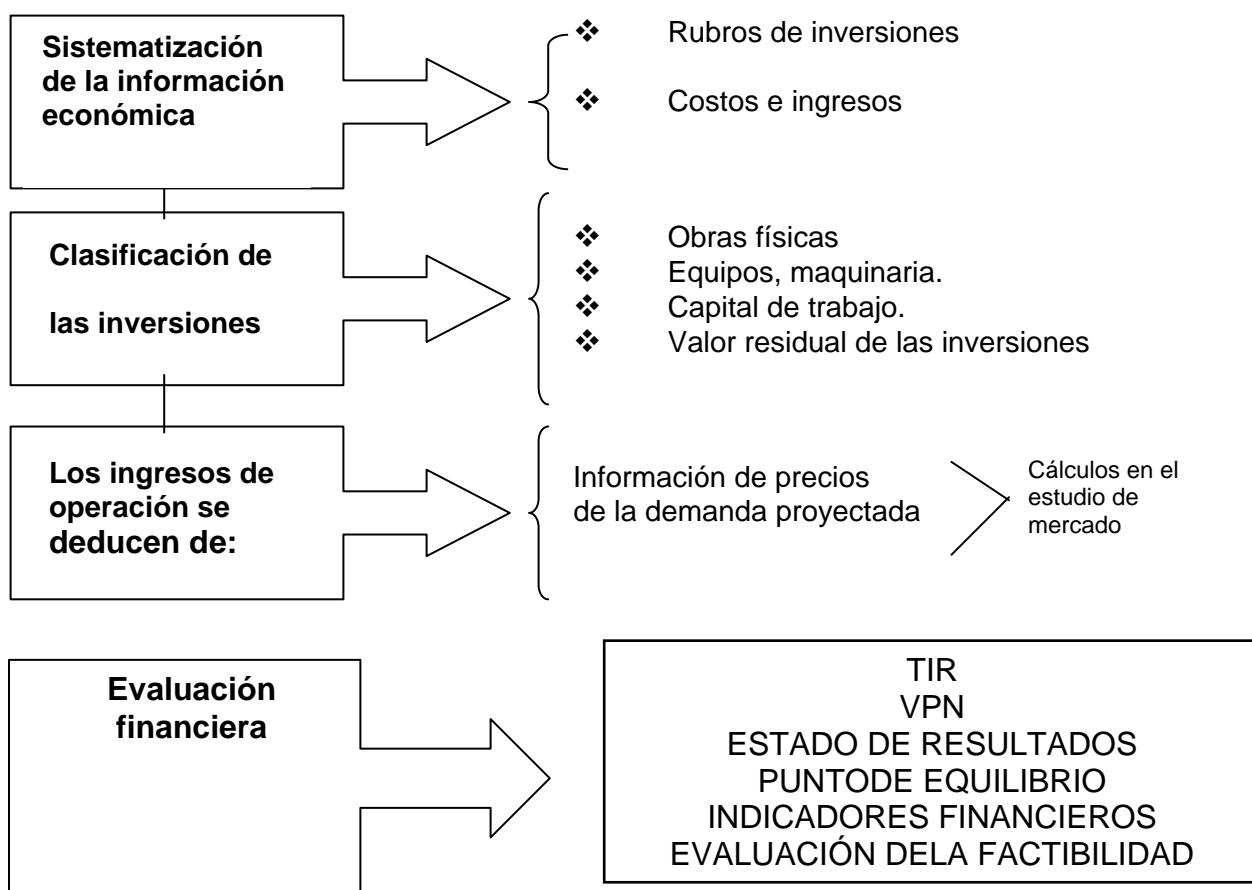 Sistematización
de la información
económica
❖ Rubros de inversiones
❖ Costos e ingresos
Clasificación de
las inversiones
❖ Obras físicas
❖ Equipos, maquinaria.
❖ Capital de trabajo.
❖ Valor residual de las inversiones
Los ingresos de
operación se
deducen de:
Información de precios
de la demanda proyectada
Cálculos en el
estudio de
mercado
Evaluación
financiera
TIR
VPN
ESTADO DE RESULTADOS
PUNTODE EQUILIBRIO
INDICADORES FINANCIEROS
EVALUACIÓN DELA FACTIBILIDAD